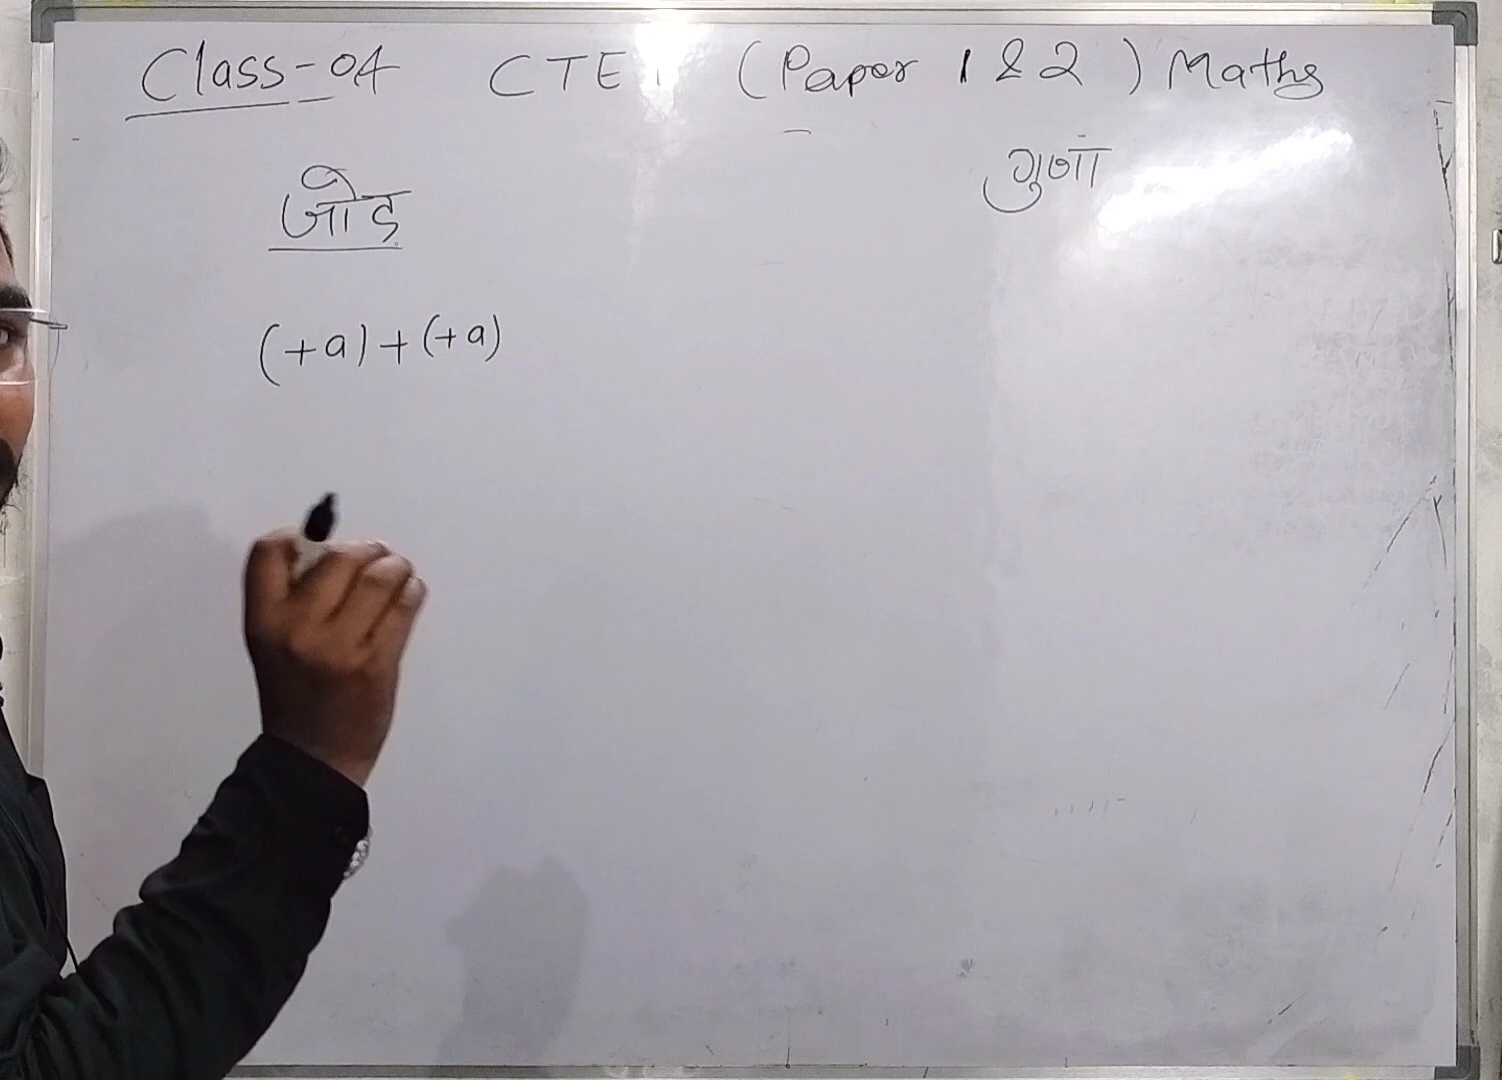 Class-04 CTET (Paper 1 & 2) Maths
जोड़ गुणा
(+a)+(+a)